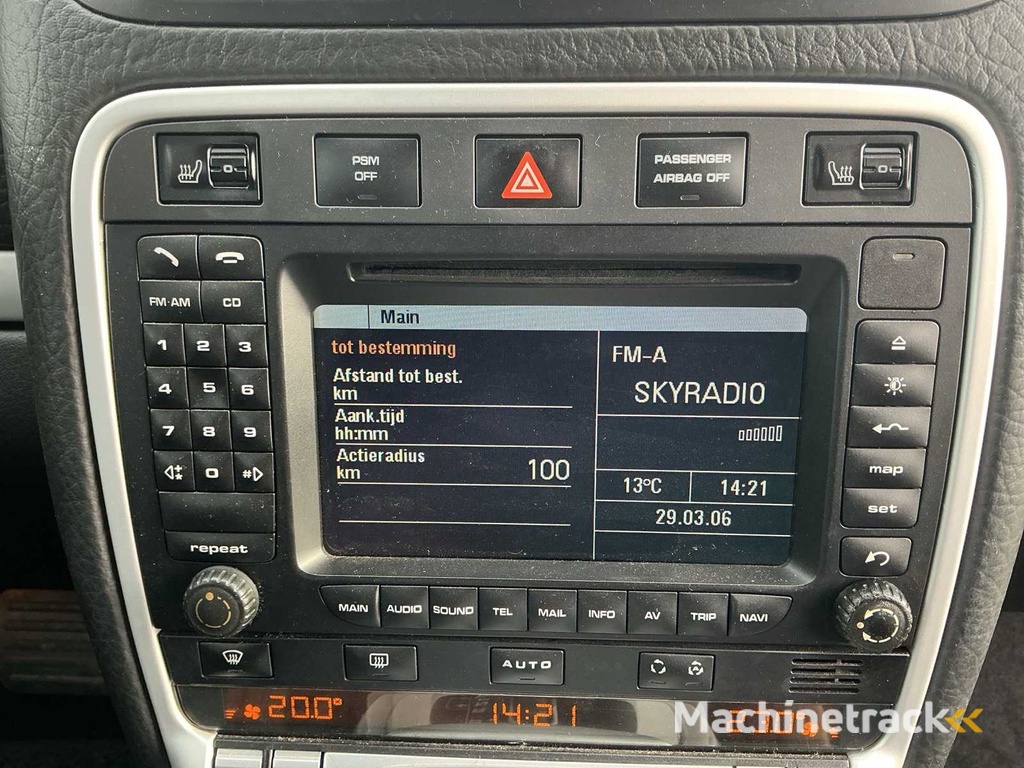 PSM
OFF
PASSENGER
AIRBAG OFF
FM·AM
CD
1 2 3
4 5 6
7 8 9
0 #
repeat
Main
tot bestemming
Afstand tot best.
km
Aank.tijd
hh:mm
Actieradius
km 100
FM-A
SKYRADIO
13°C 14:21
29.03.06
map
set
MAIN AUDIO SOUND TEL MAIL INFO AV TRIP NAVI
AUTO
20.0° 14:21
Machinetrack